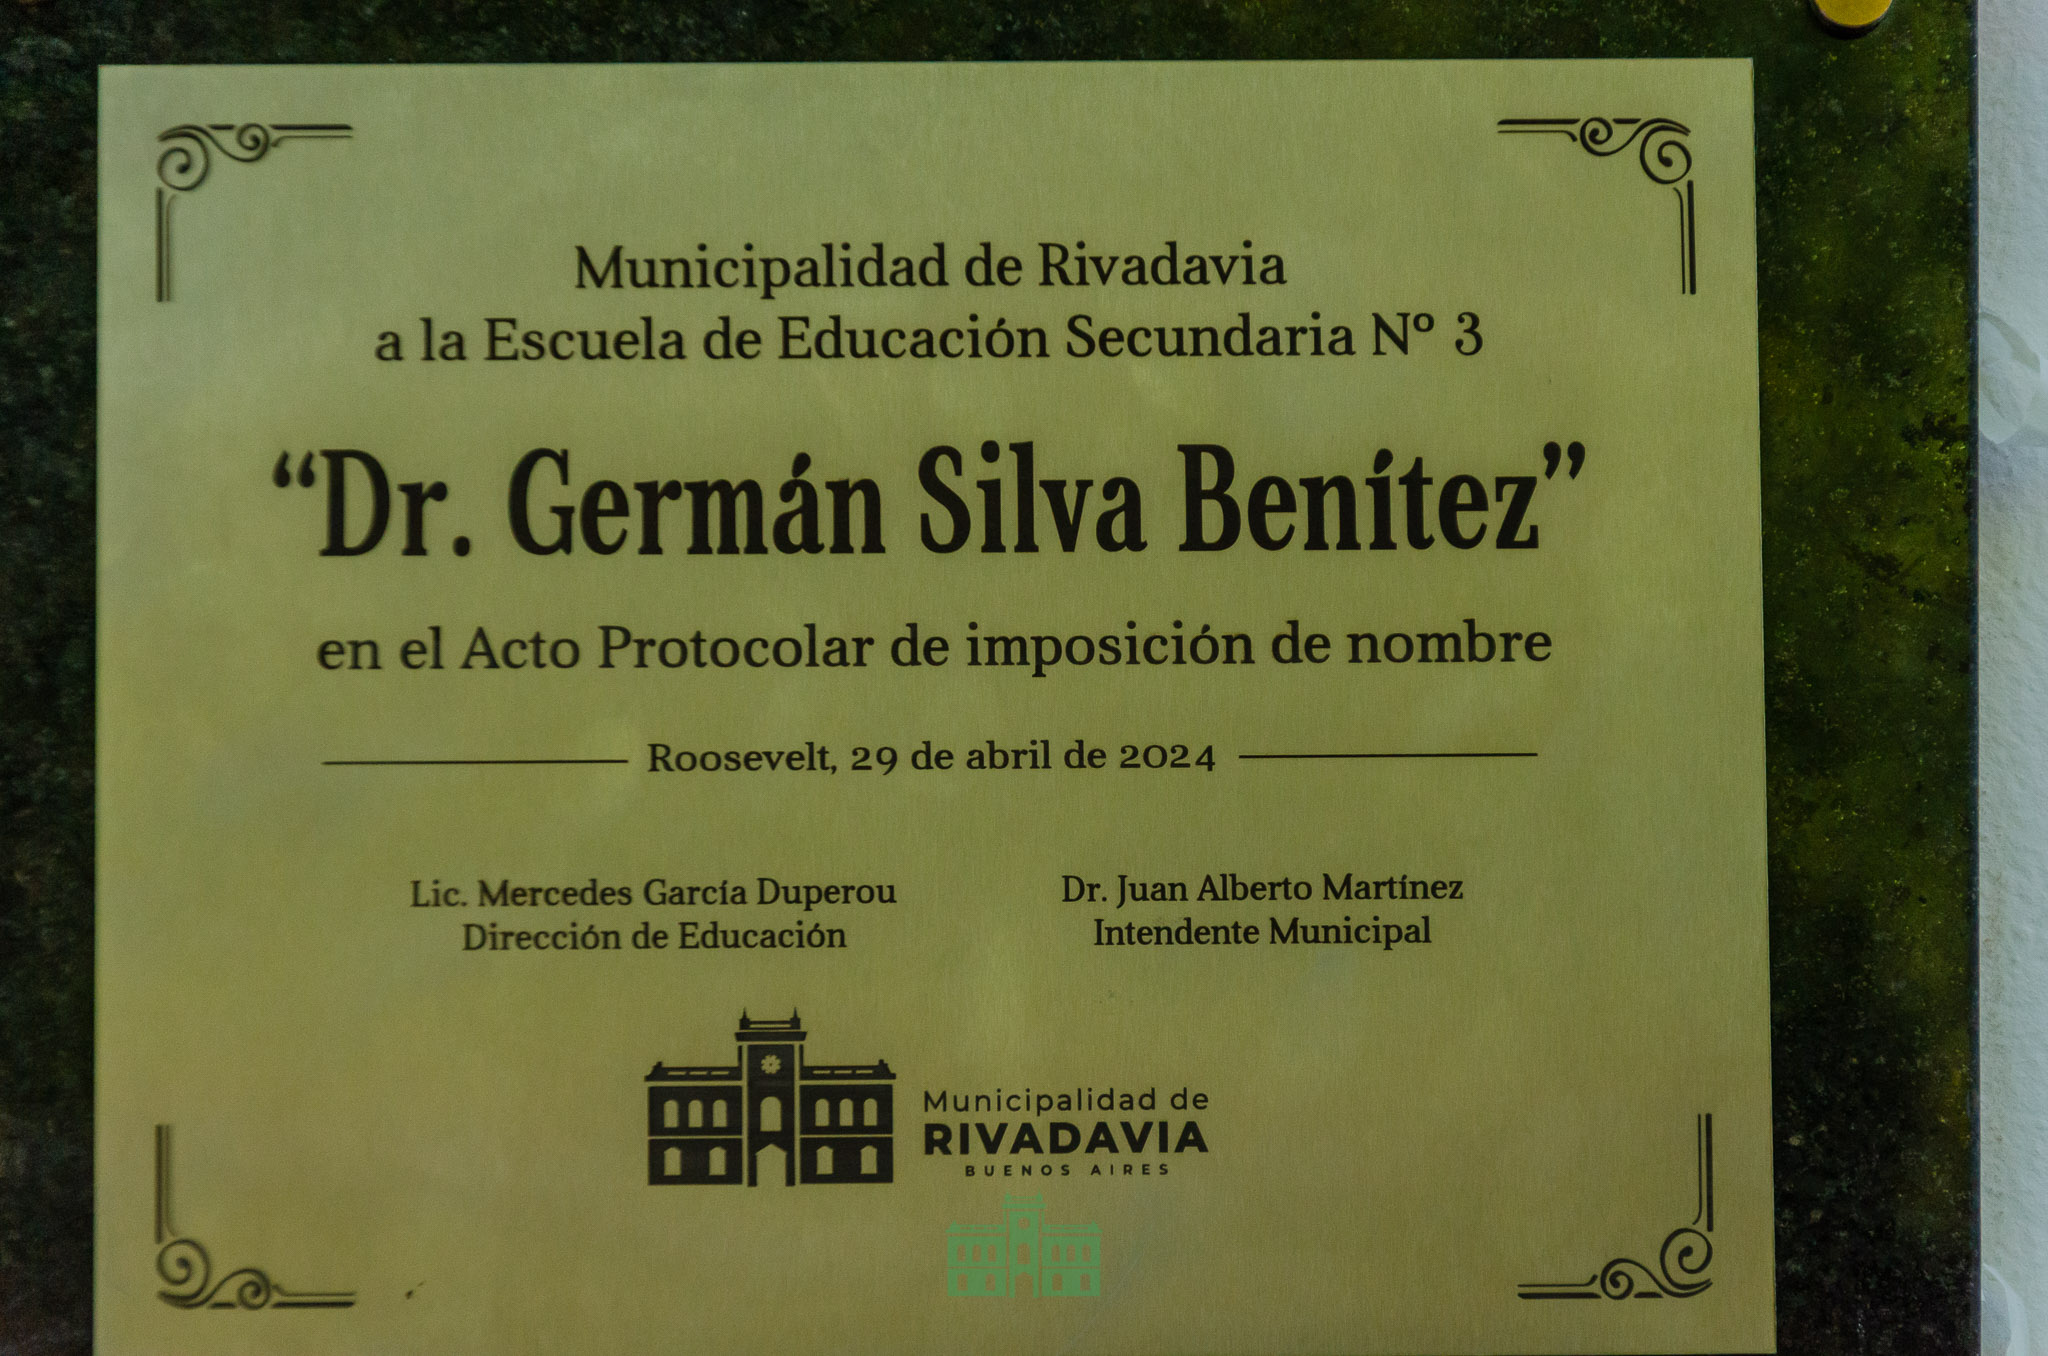 Municipalidad de Rivadavia
a la Escuela de Educación Secundaria Nº 3
“Dr. Germán Silva Benítez”
en el Acto Protocolar de imposición de nombre
Roosevelt, 29 de abril de 2024
Lic. Mercedes García Duperou
Dirección de Educación
Dr. Juan Alberto Martínez
Intendente Municipal
Municipalidad de
RIVADAVIA
BUENOS AIRES